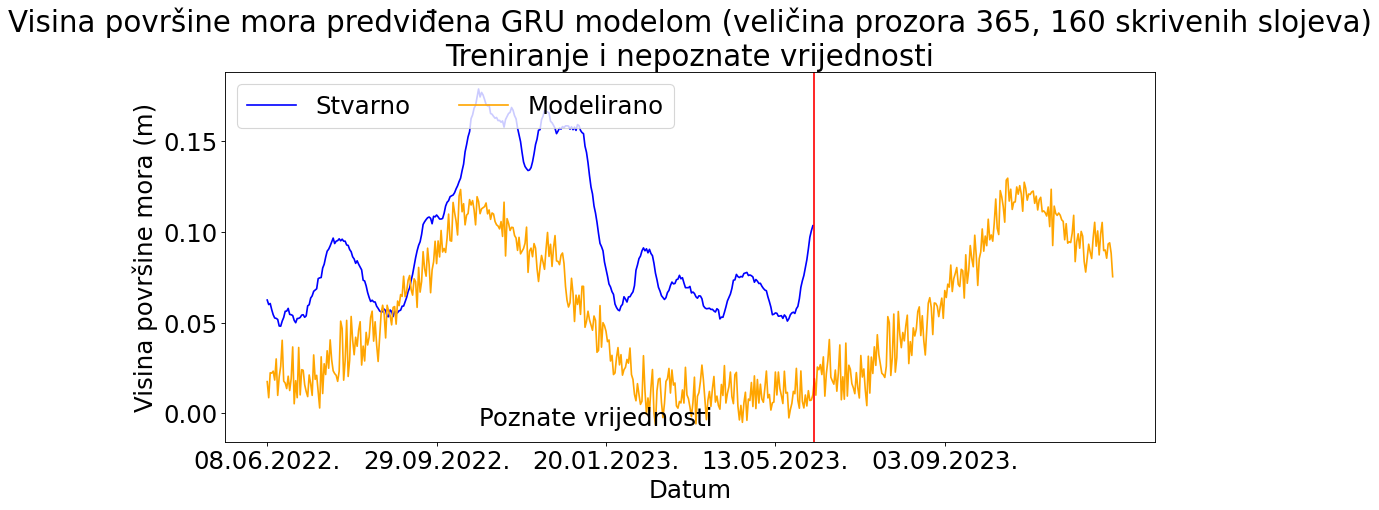 Visina površine mora predviđena GRU modelom (veličina prozora 365, 160 skrivenih slojeva)
Treniranje i nepoznate vrijednosti
Stvarno
Modelirano
Visina površine mora (m)
0.15
0.10
0.05
0.00
Poznate vrijednosti
08.06.2022.
29.09.2022.
20.01.2023.
13.05.2023.
03.09.2023.
Datum